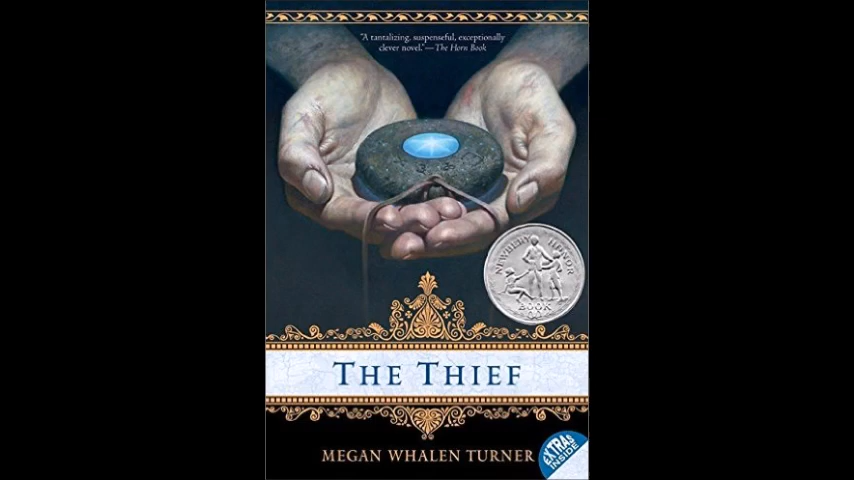 "A tantalizing, suspenseful, exceptionally
clever novel."—The Horn Book
NEWBERY HONOR
BOOK
THE THIEF
MEGAN WHALEN TURNER
EXTRAS
INSIDE